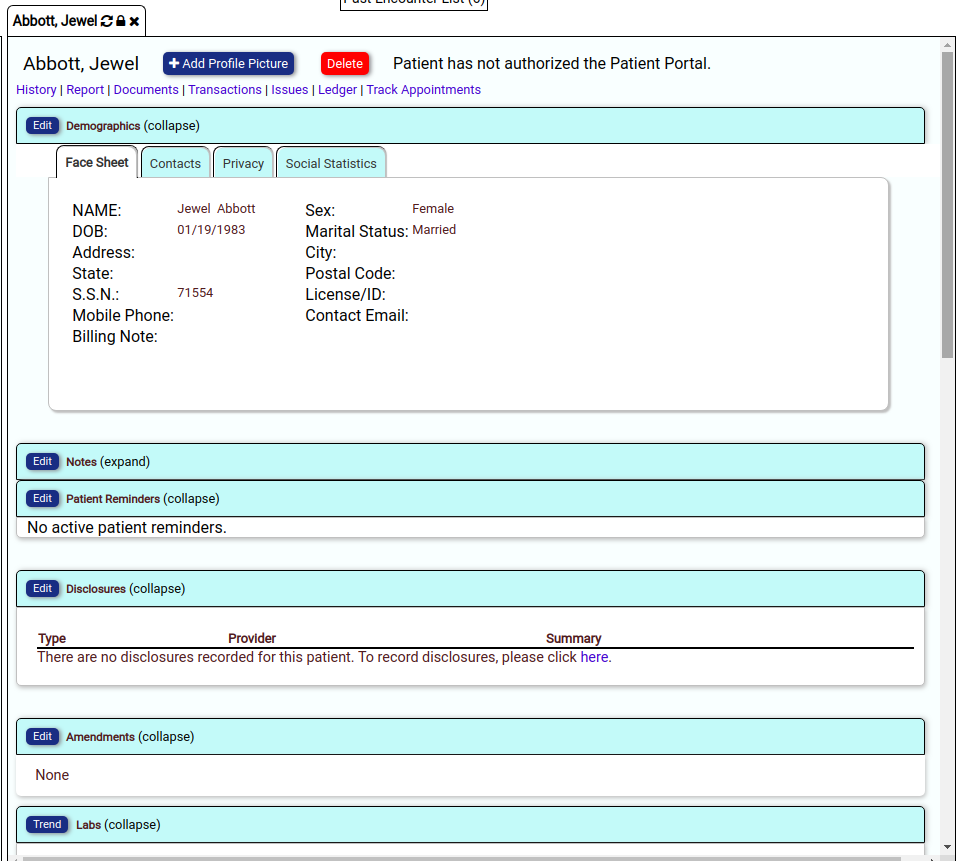 Past Encounter List (0)
Abbott, Jewel
Abbott, Jewel Add Profile Picture Delete Patient has not authorized the Patient Portal.
History | Report | Documents | Transactions | Issues | Ledger | Track Appointments
Edit Demographics (collapse)
Face Sheet Contacts Privacy Social Statistics
NAME: Jewel Abbott Sex: Female
DOB: 01/19/1983 Marital Status: Married
Address: City:
State: Postal Code:
S.S.N.: 71554 License/ID:
Mobile Phone: Contact Email:
Billing Note:
Edit Notes (expand)
Edit Patient Reminders (collapse)
No active patient reminders.
Edit Disclosures (collapse)
Type Provider Summary
There are no disclosures recorded for this patient. To record disclosures, please click here.
Edit Amendments (collapse)
None
Trend Labs (collapse)